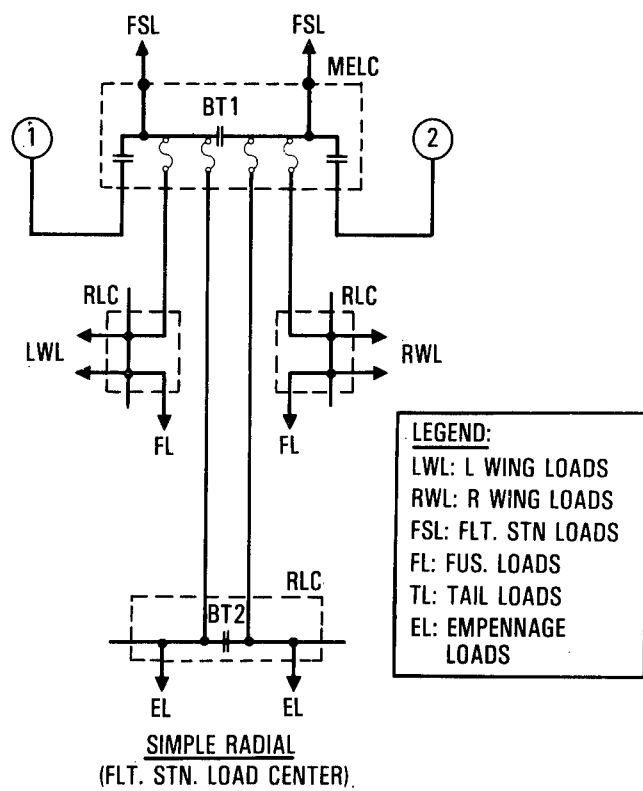 FSL FSL
MELC
BT1
1 2
RLC RLC
LWL RWL
FL FL
LEGEND:
LWL: L WING LOADS
RWL: R WING LOADS
FSL: FLT. STN LOADS
FL: FUS. LOADS
TL: TAIL LOADS
EL: EMPENNAGE
LOADS
RLC
BT2
EL EL
SIMPLE RADIAL
(FLT. STN. LOAD CENTER)